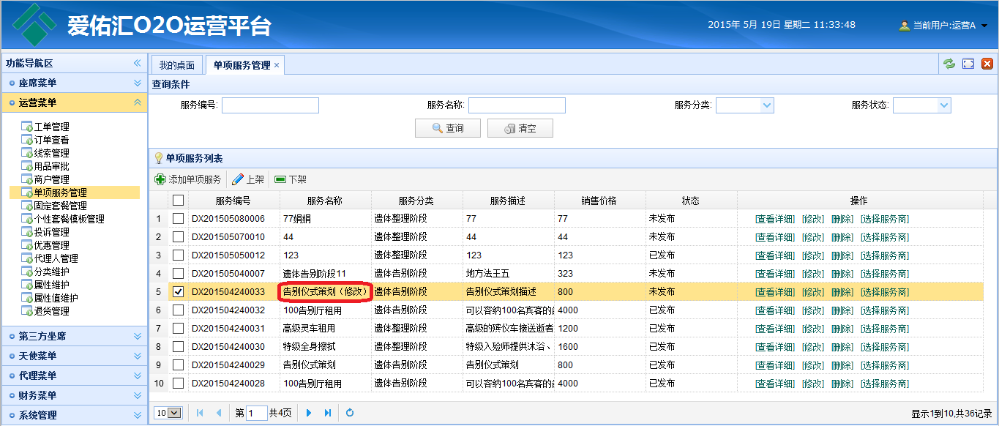 爱佑汇O2O运营平台
2015年 5月 19日 星期二 11:33:48
当前用户:运营A
功能导航区
座席菜单
运营菜单
工单管理
订单查看
线索管理
用品审批
商户管理
单项服务管理
固定套餐管理
个性套餐模板管理
投诉管理
优惠管理
代理人管理
分类维护
属性维护
属性值维护
退货管理
第三方坐席
天使菜单
代理菜单
财务菜单
系统管理
我的桌面 单项服务管理 ×
查询条件
服务编号: 服务名称: 服务分类: 服务状态:
查询 清空
单项服务列表
添加单项服务 上架 下架
服务编号 服务名称 服务分类 服务描述 销售价格 状态 操作
1 DX201505080006 77娟娟 遗体整理阶段 77 77 未发布 [查看详细] [修改] [删除] [选择服务商]
2 DX201505070010 44 遗体整理阶段 44 44 未发布 [查看详细] [修改] [删除] [选择服务商]
3 DX201505050012 123 遗体整理阶段 123 123 已发布 [查看详细] [修改] [删除] [选择服务商]
4 DX201505040007 遗体告别阶段11 遗体告别阶段 地方法王五 323 未发布 [查看详细] [修改] [删除] [选择服务商]
5 DX201504240033 告别仪式策划（修改） 遗体告别阶段 告别仪式策划描述 800 未发布 [查看详细] [修改] [删除] [选择服务商]
6 DX201504240032 100告别厅租用 遗体告别阶段 可以容纳100名宾客的 4000 已发布 [查看详细] [修改] [删除] [选择服务商]
7 DX201504240031 高级灵车租用 遗体整理阶段 高级的殡仪车接送逝者 1200 已发布 [查看详细] [修改] [删除] [选择服务商]
8 DX201504240030 特级全身擦拭 遗体整理阶段 特级入殓师提供沐浴、 1600 已发布 [查看详细] [修改] [删除] [选择服务商]
9 DX201504240029 告别仪式策划 遗体告别阶段 告别仪式策划 800 已发布 [查看详细] [修改] [删除] [选择服务商]
10 DX201504240028 100告别厅租用 遗体告别阶段 可以容纳100名宾客的 4000 已发布 [查看详细] [修改] [删除] [选择服务商]
10 第 1 共4页 显示1到10,共36记录